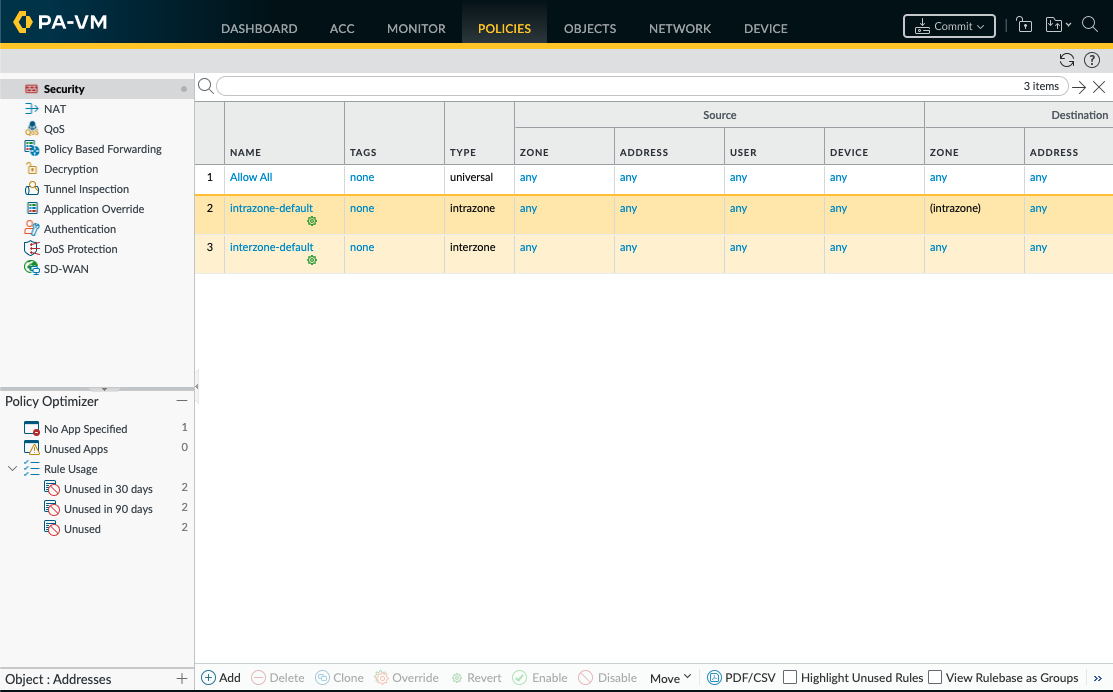 PA-VM
DASHBOARD ACC MONITOR POLICIES OBJECTS NETWORK DEVICE Commit
Security
NAT
QoS
Policy Based Forwarding
Decryption
Tunnel Inspection
Application Override
Authentication
DoS Protection
SD-WAN
3 items
Source Destination
NAME TAGS TYPE ZONE ADDRESS USER DEVICE ZONE ADDRESS
1 Allow All none universal any any any any any any
2 intrazone-default none intrazone any any any any (intrazone) any
3 interzone-default none interzone any any any any any any
Policy Optimizer
No App Specified 1
Unused Apps 0
Rule Usage
Unused in 30 days 2
Unused in 90 days 2
Unused 2
Object : Addresses
Add Delete Clone Override Revert Enable Disable Move PDF/CSV Highlight Unused Rules View Rulebase as Groups